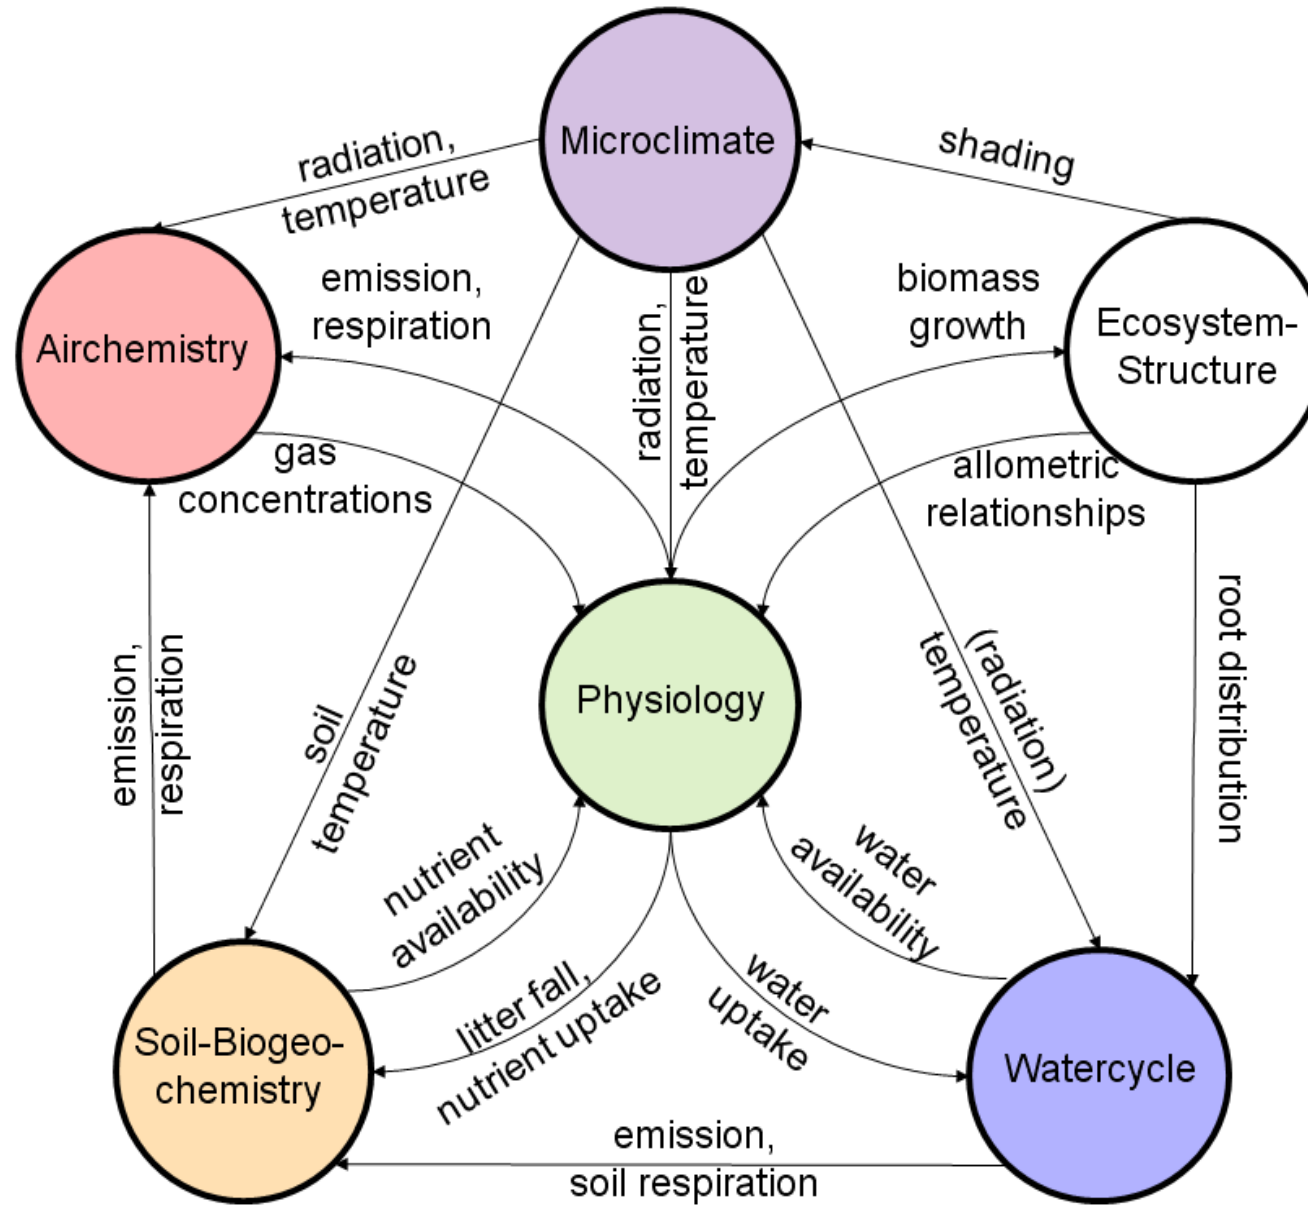 Microclimate
radiation,
temperature
shading
emission,
respiration
biomass
growth
Airchemistry
Ecosystem-
Structure
radiation,
temperature
gas
concentrations
allometric
relationships
root distribution
emission,
respiration
soil
temperature
Physiology
(radiation)
temperature
nutrient
availability
water
availability
litter fall,
nutrient uptake
water
uptake
Soil-Biogeo-
chemistry
Watercycle
emission,
soil respiration